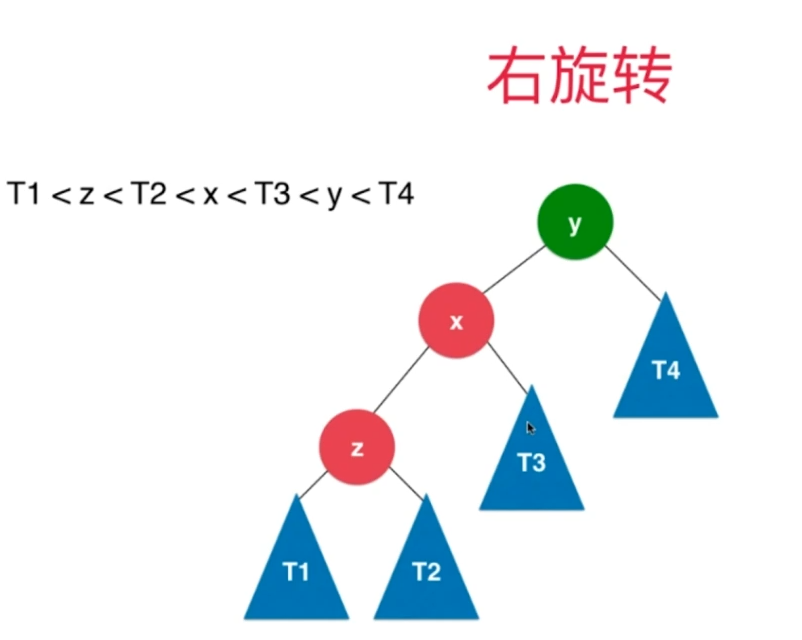 右旋转
T1 < z < T2 < x < T3 < y < T4
y
x
T4
z
T3
T1
T2